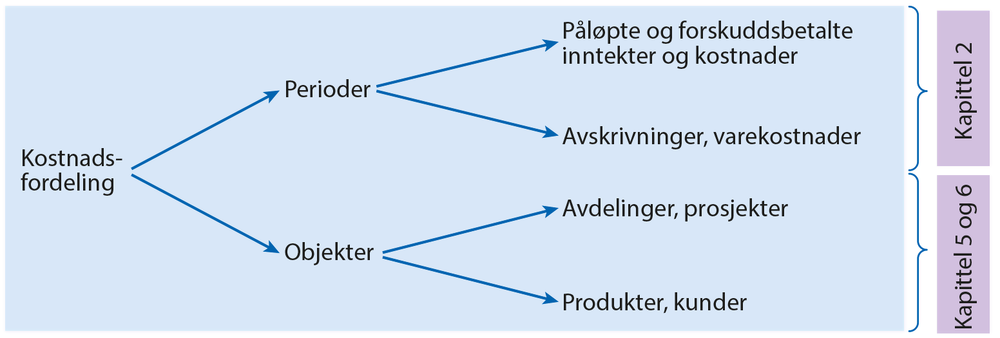 Påløpte og forskuddsbetalte
inntekter og kostnader
Perioder
Avskrivninger, varekostnader
Kapittel 2
Kostnads-
fordeling
Avdelinger, prosjekter
Objekter
Produkter, kunder
Kapittel 5 og 6